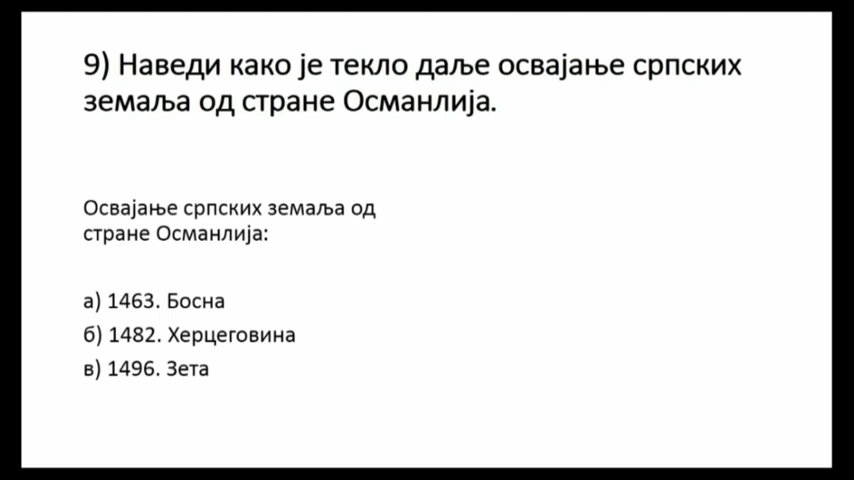 9) Наведи како је текло даље освајање српских
земаља од стране Османлија.
Освајање српских земаља од
стране Османлија:
а) 1463. Босна
б) 1482. Херцеговина
в) 1496. Зета